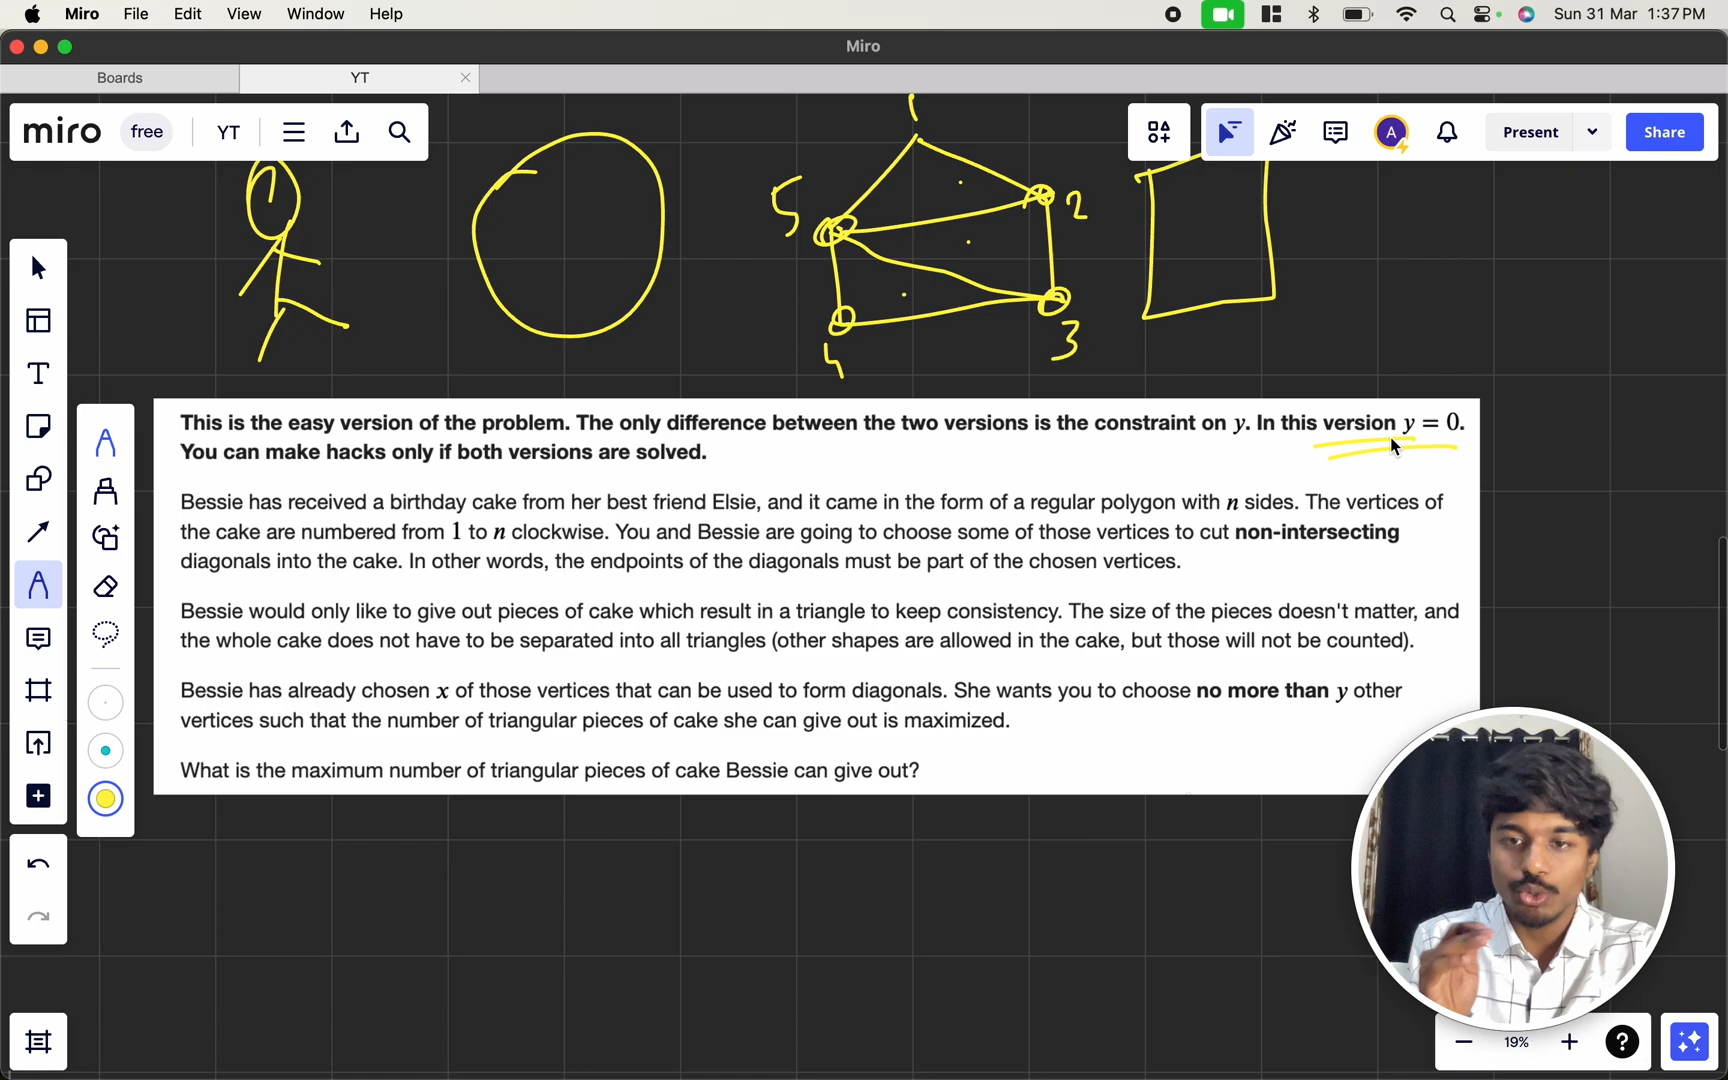 Miro File Edit View Window Help Sun 31 Mar 1:37 PM
Miro
Boards YT
miro free YT A Present Share
1
5 2
3
4
This is the easy version of the problem. The only difference between the two versions is the constraint on y. In this version y = 0.
You can make hacks only if both versions are solved.
Bessie has received a birthday cake from her best friend Elsie, and it came in the form of a regular polygon with n sides. The vertices of
the cake are numbered from 1 to n clockwise. You and Bessie are going to choose some of those vertices to cut non-intersecting
diagonals into the cake. In other words, the endpoints of the diagonals must be part of the chosen vertices.
Bessie would only like to give out pieces of cake which result in a triangle to keep consistency. The size of the pieces doesn't matter, and
the whole cake does not have to be separated into all triangles (other shapes are allowed in the cake, but those will not be counted).
Bessie has already chosen x of those vertices that can be used to form diagonals. She wants you to choose no more than y other
vertices such that the number of triangular pieces of cake she can give out is maximized.
What is the maximum number of triangular pieces of cake Bessie can give out?
19% ?